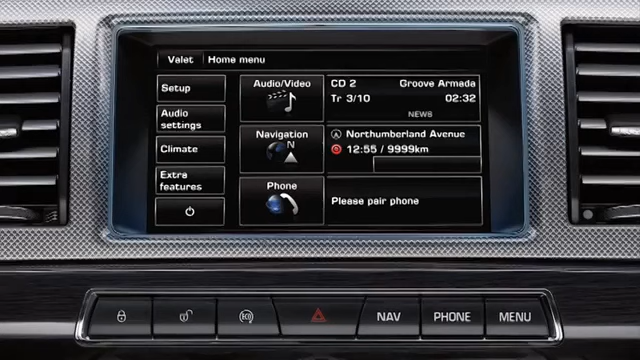 Valet Home menu
Setup
Audio settings
Climate
Extra features
Audio/Video
Navigation
N
Phone
CD 2 Groove Armada
Tr 3/10 02:32
NEWS
A Northumberland Avenue
12:55 / 9999km
Please pair phone
ECO
NAV
PHONE
MENU